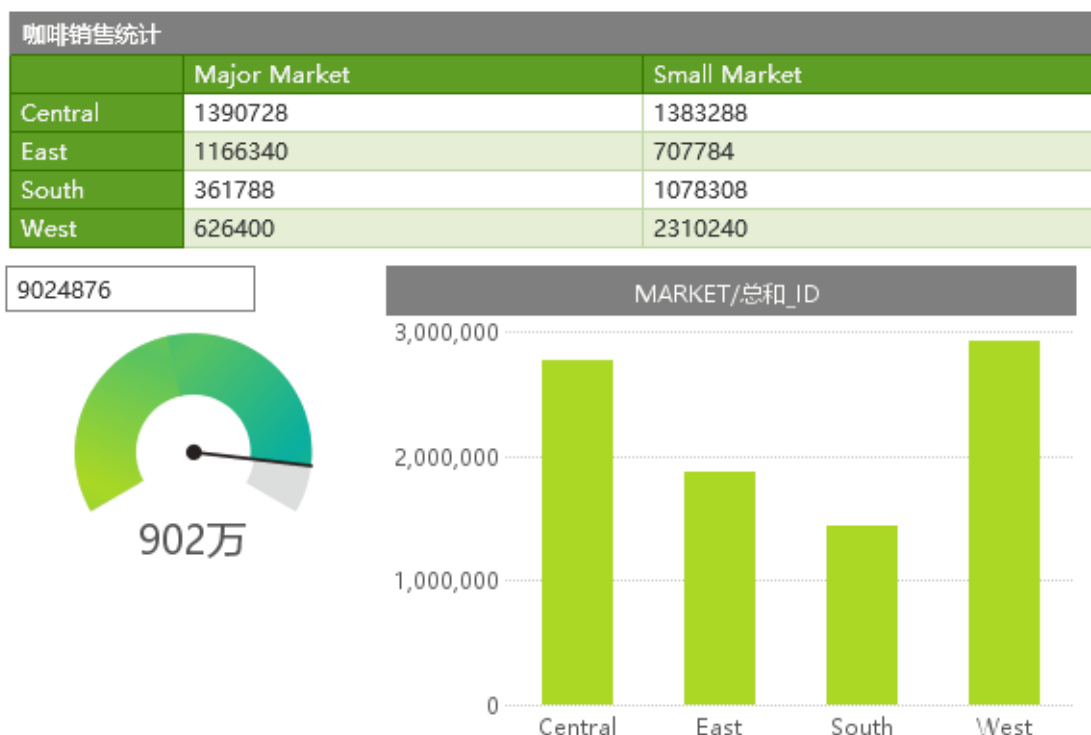 咖啡销售统计
Major Market Small Market
Central 1390728 1383288
East 1166340 707784
South 361788 1078308
West 626400 2310240
9024876
MARKET/总和_ID
902万
3,000,000
2,000,000
1,000,000
0
Central East South West